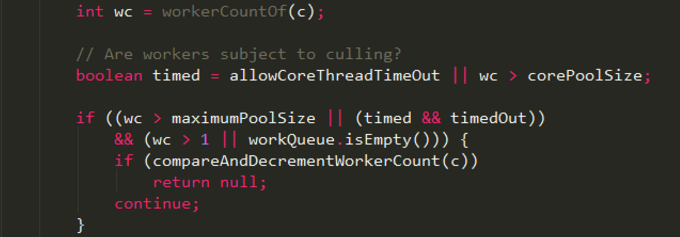 int wc = workerCountOf(c);
// Are workers subject to culling?
boolean timed = allowCoreThreadTimeOut || wc > corePoolSize;
if ((wc > maximumPoolSize || (timed && timedOut))
&& (wc > 1 || workQueue.isEmpty())) {
if (compareAndDecrementWorkerCount(c))
return null;
continue;
}